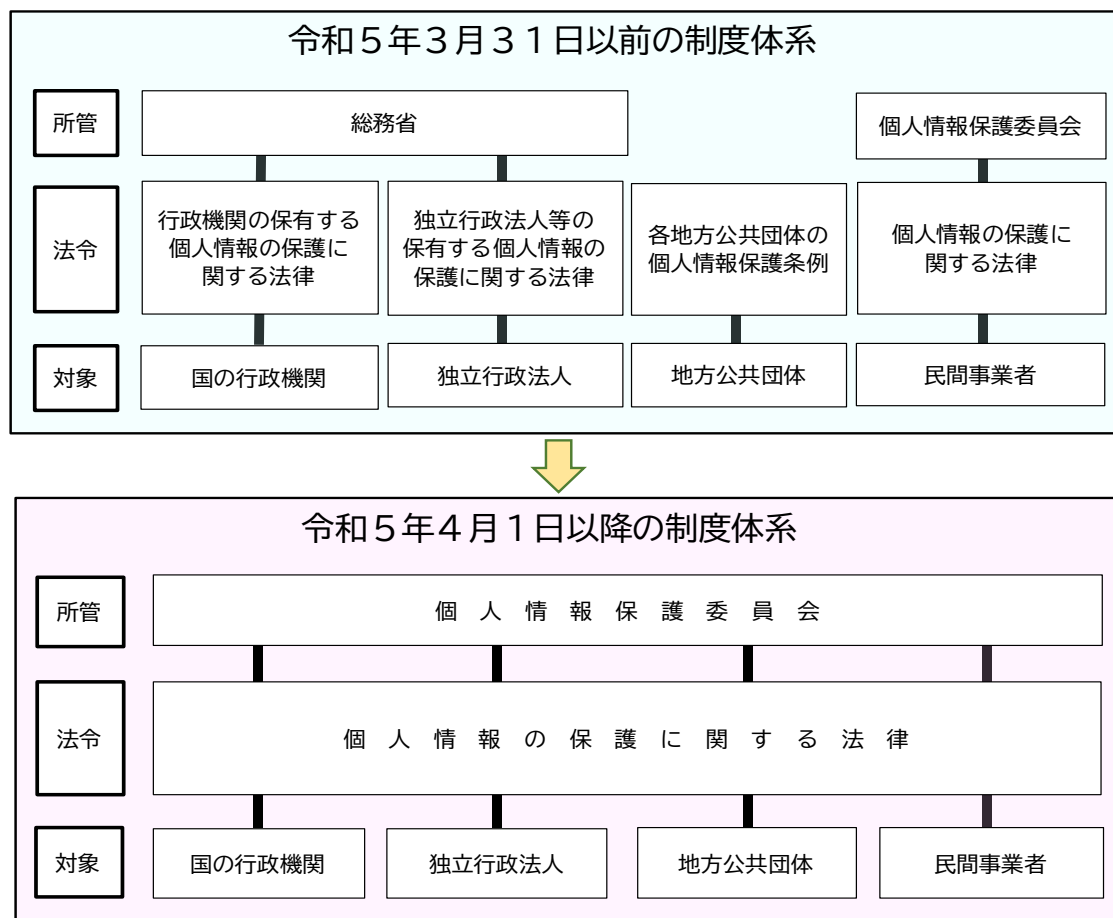 令和５年３月３１日以前の制度体系
所管
総務省
個人情報保護委員会
法令
行政機関の保有する
個人情報の保護に
関する法律
独立行政法人等の
保有する個人情報の
保護に関する法律
各地方公共団体の
個人情報保護条例
個人情報の保護に
関する法律
対象
国の行政機関
独立行政法人
地方公共団体
民間事業者
令和５年４月１日以降の制度体系
所管
個人情報保護委員会
法令
個人情報の保護に関する法律
対象
国の行政機関
独立行政法人
地方公共団体
民間事業者